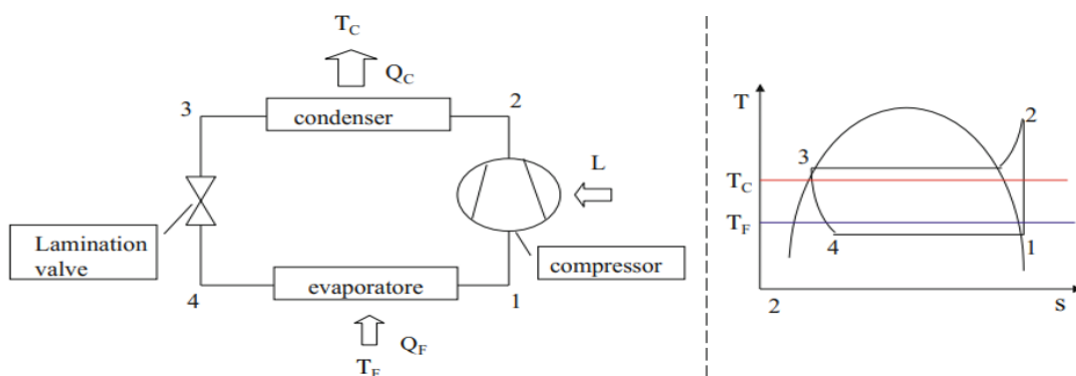 T_C
Q_C
3
condenser
2
L
Lamination
valve
compressor
4
evaporatore
1
Q_F
T_F
T
2
3
T_C
T_F
4
1
2
s